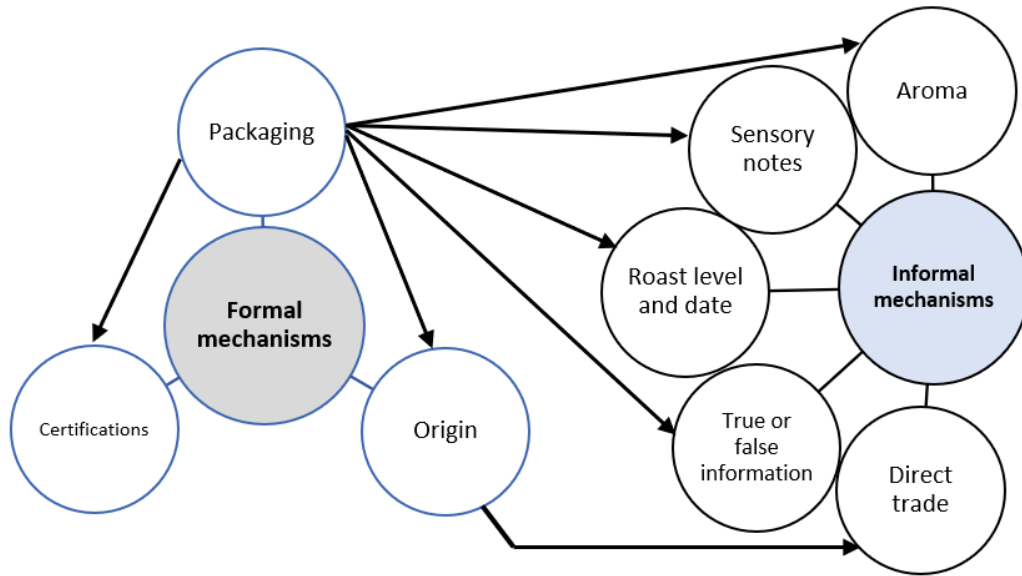 Packaging
Formal
mechanisms
Certifications
Origin
Aroma
Sensory
notes
Roast level
and date
Informal
mechanisms
True or
false
information
Direct
trade